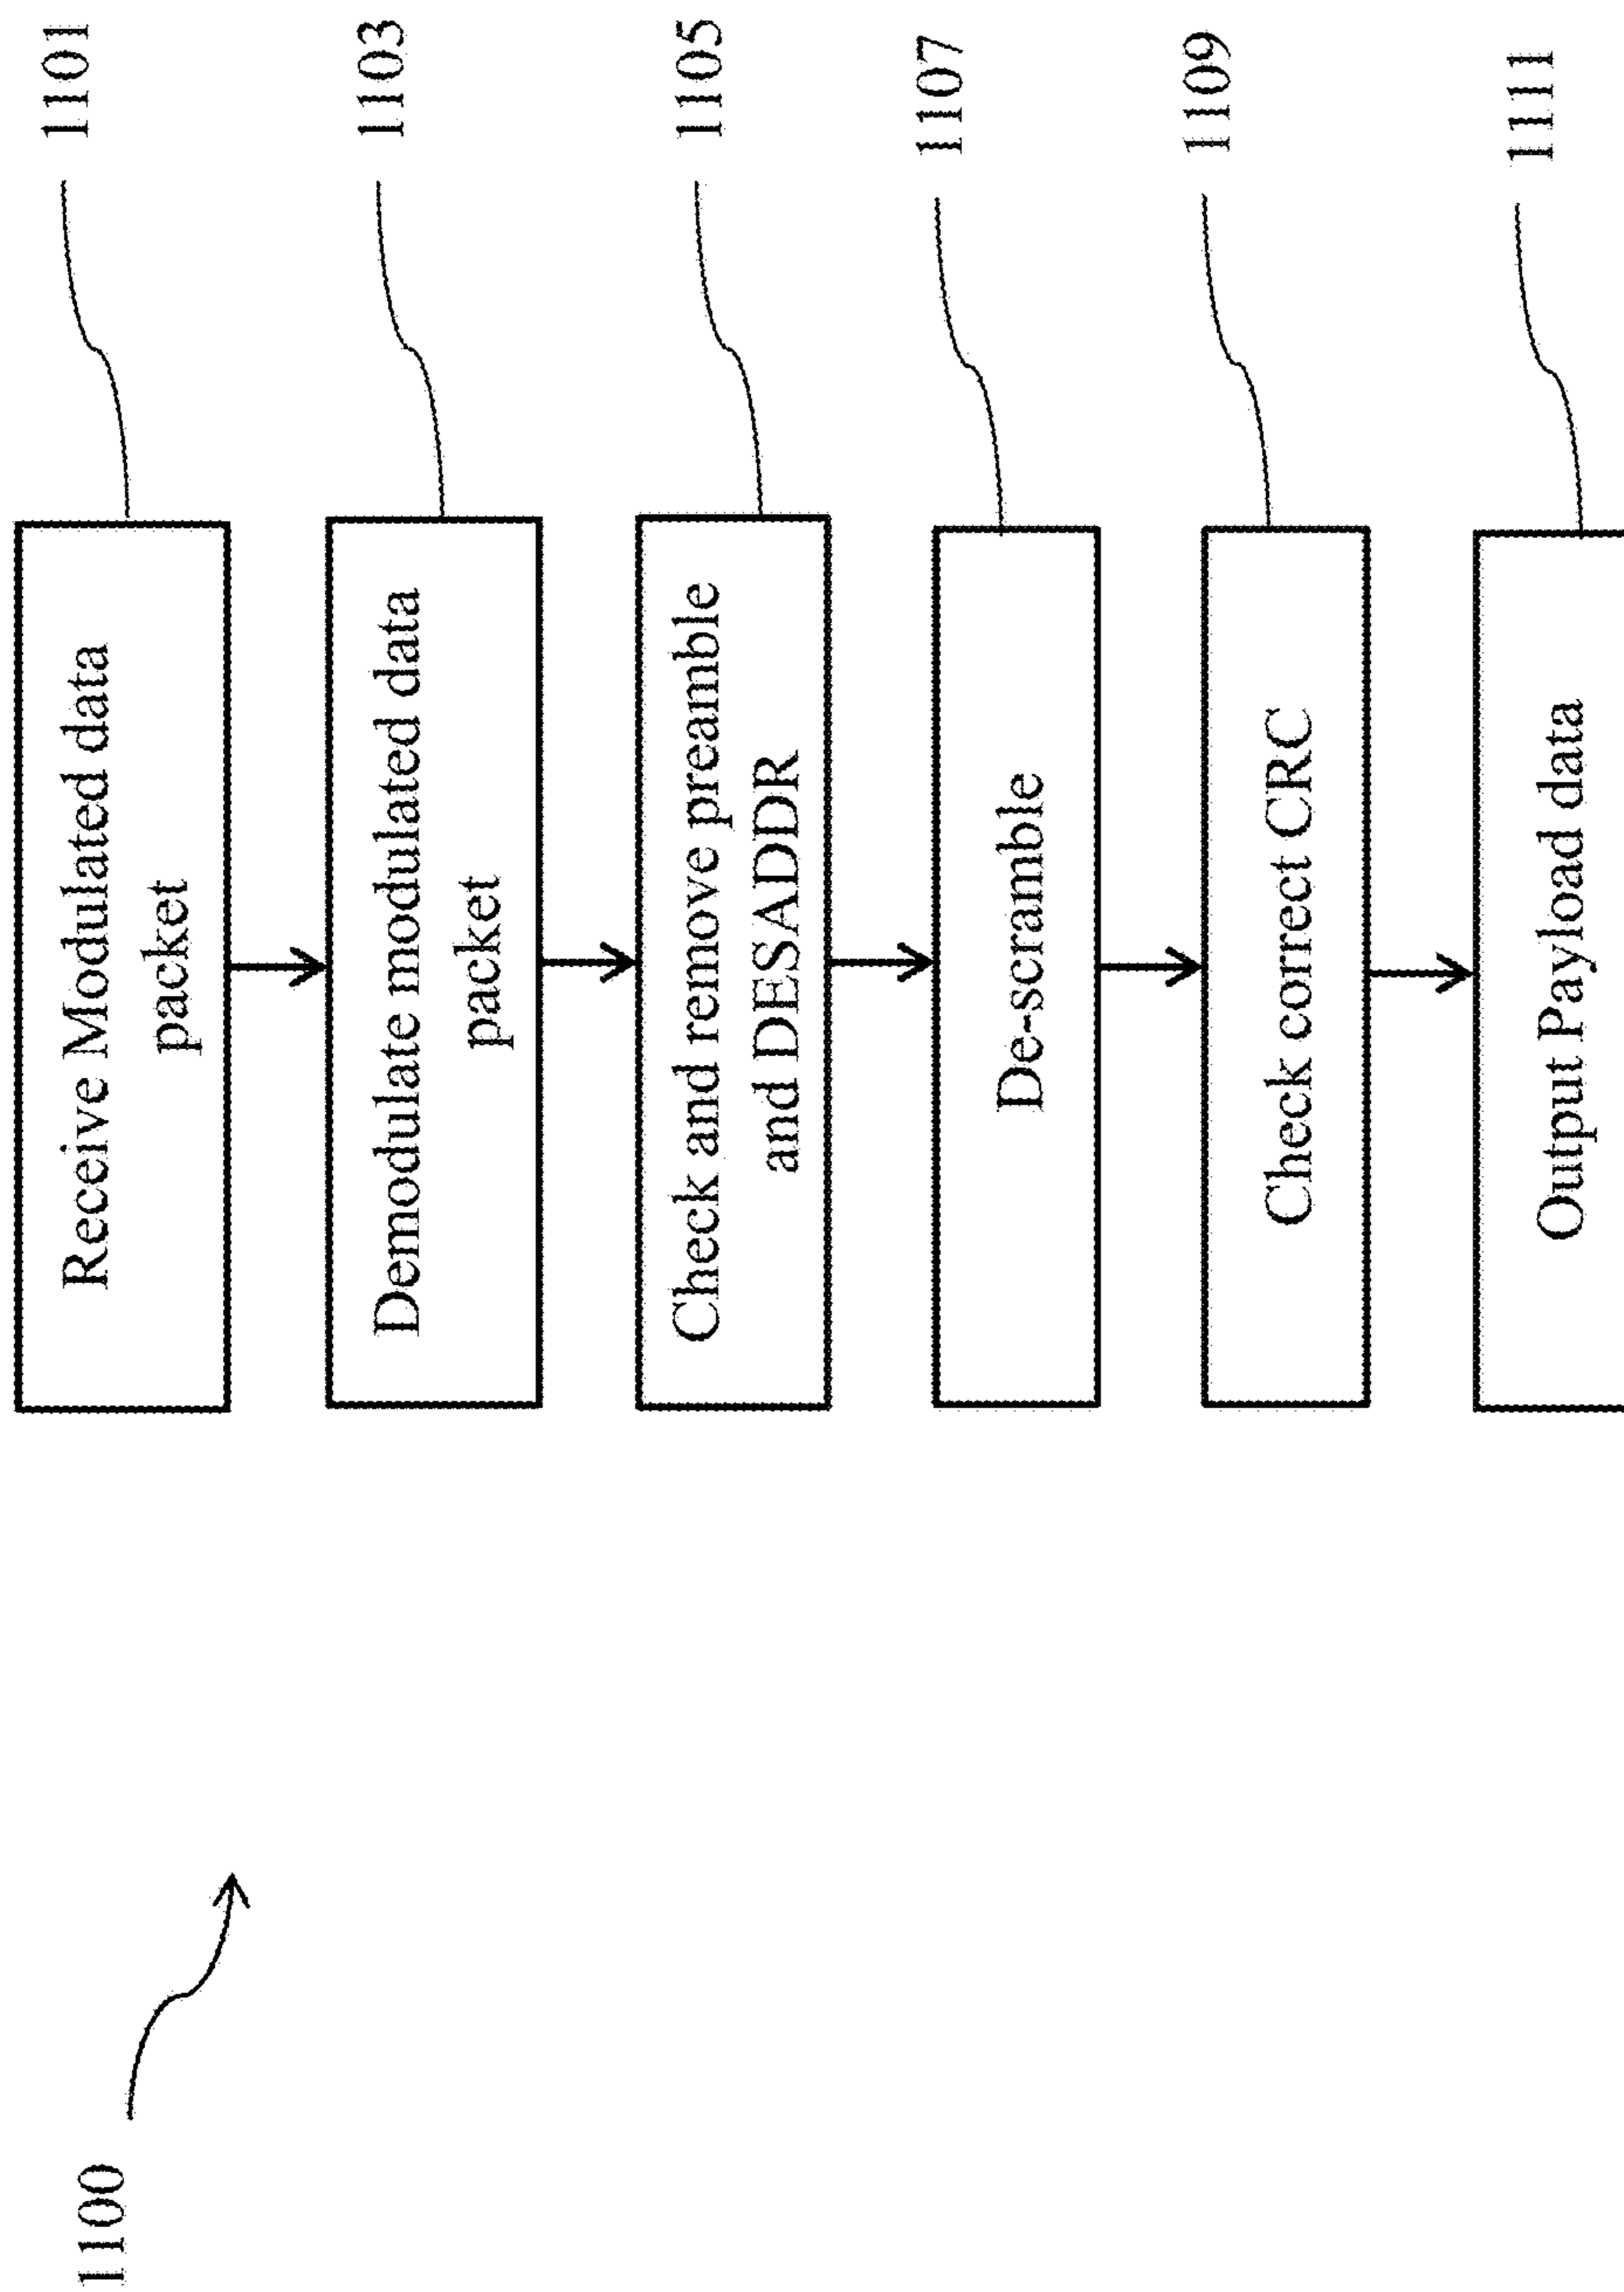 1100
Receive Modulated data
packet
1101
Demodulate modulated data
packet
1103
Check and remove preamble
and DESADDR
1105
De-scramble
1107
Check correct CRC
1109
Output Payload data
1111